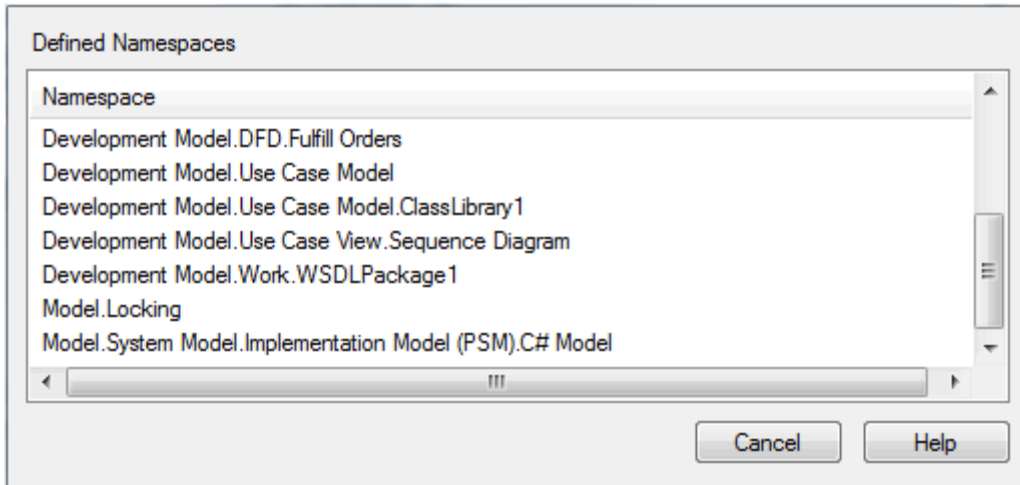 Defined Namespaces
Namespace
Development Model.DFD.Fulfill Orders
Development Model.Use Case Model
Development Model.Use Case Model.ClassLibrary1
Development Model.Use Case View.Sequence Diagram
Development Model.Work.WSDLPackage1
Model.Locking
Model.System Model.Implementation Model (PSM).C# Model
Cancel Help